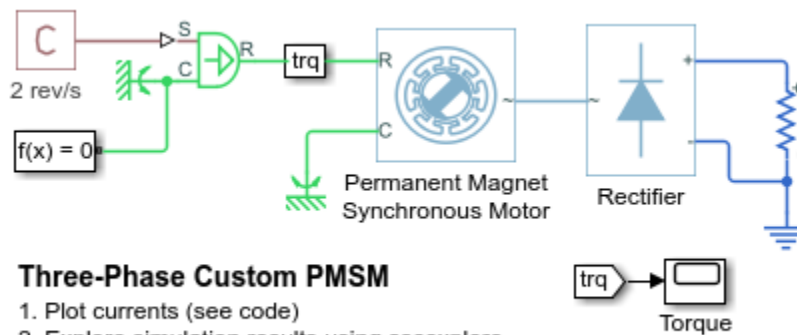 C
S
2 rev/s
C
R
f(x) = 0
trq
R
C
~
~
+
-
+
Permanent Magnet
Synchronous Motor
Rectifier
Three-Phase Custom PMSM
1. Plot currents (see code)
trq
Torque